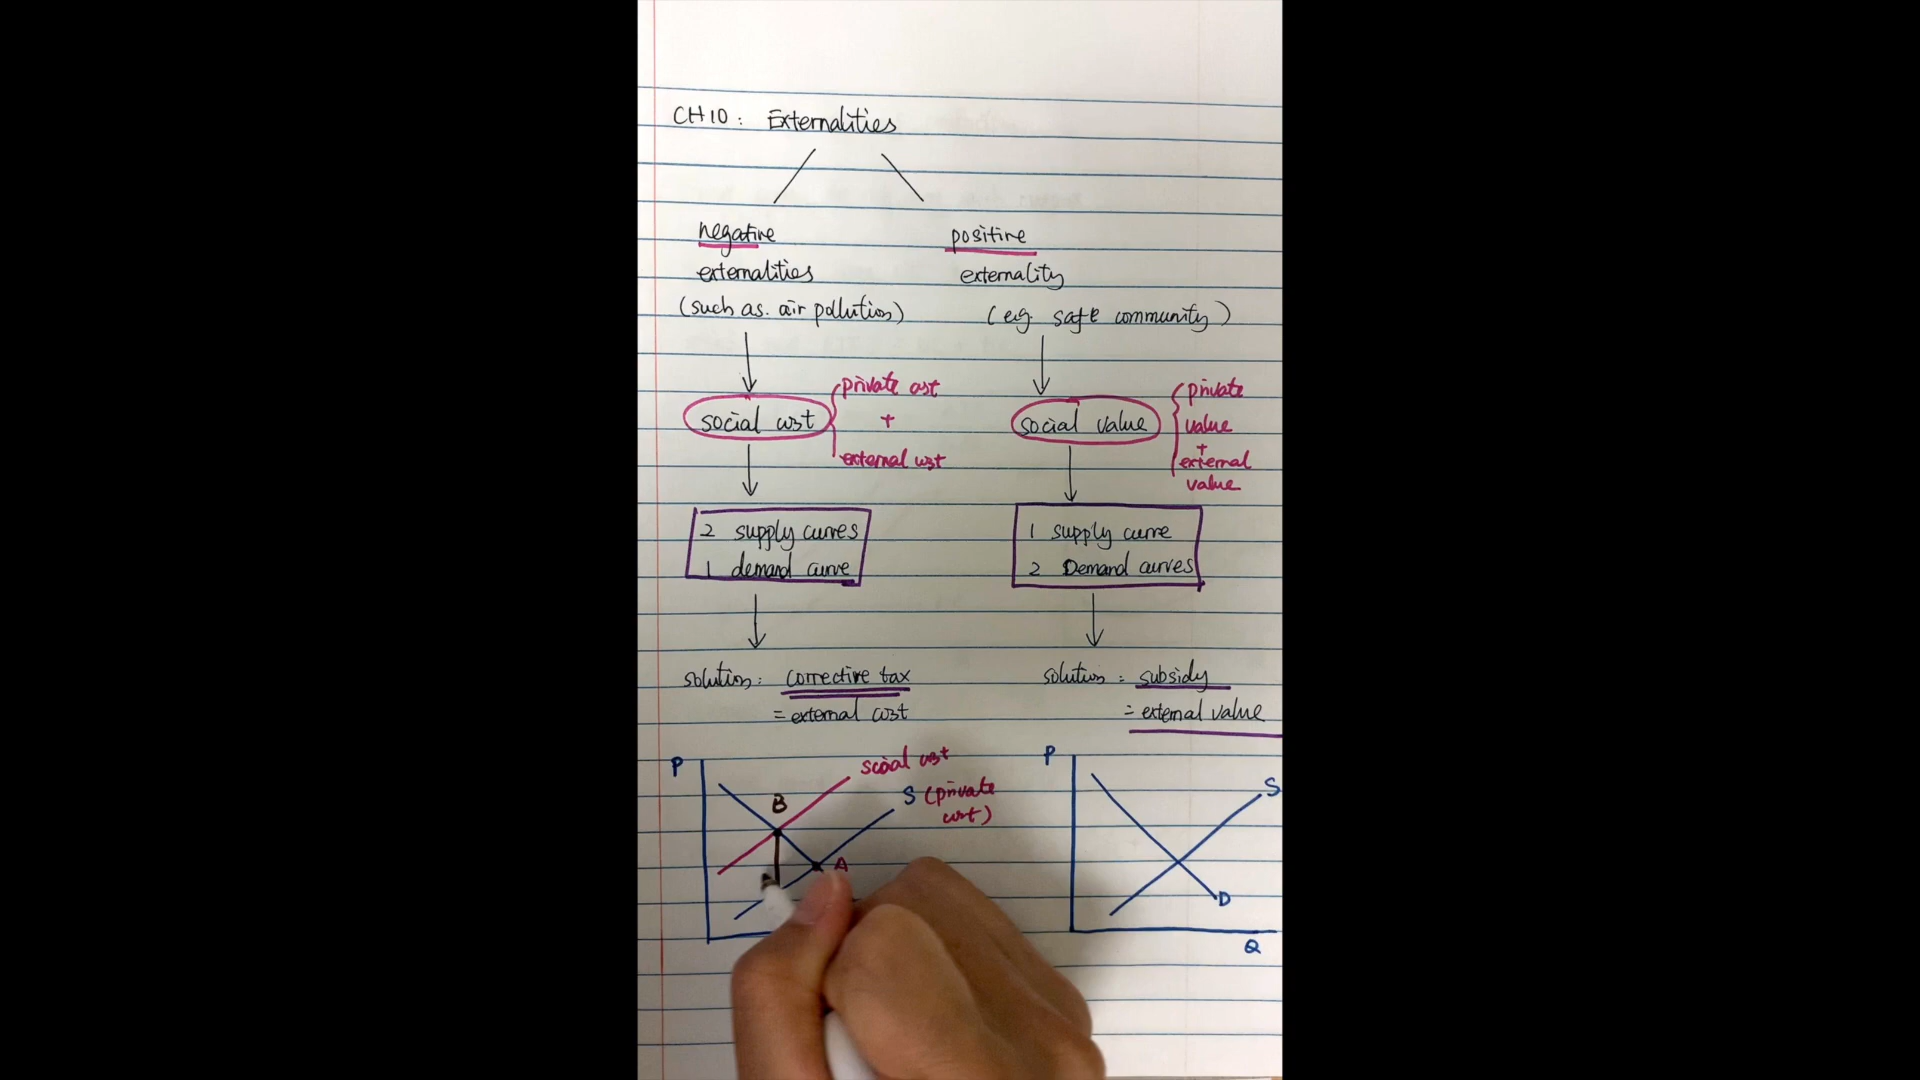 CH10: Externalities
negative
externalities
(such as. air pollution)
positive
externality
(e.g. safe community)
social cost
private cost
+
external cost
social value
private
value
+
external
value
2 supply curves
1 demand curve
1 supply curve
2 Demand curves
solution: corrective tax
= external cost
solution: subsidy
= external value
P
social cost
S (private
cost)
B
A
P
S
D
Q